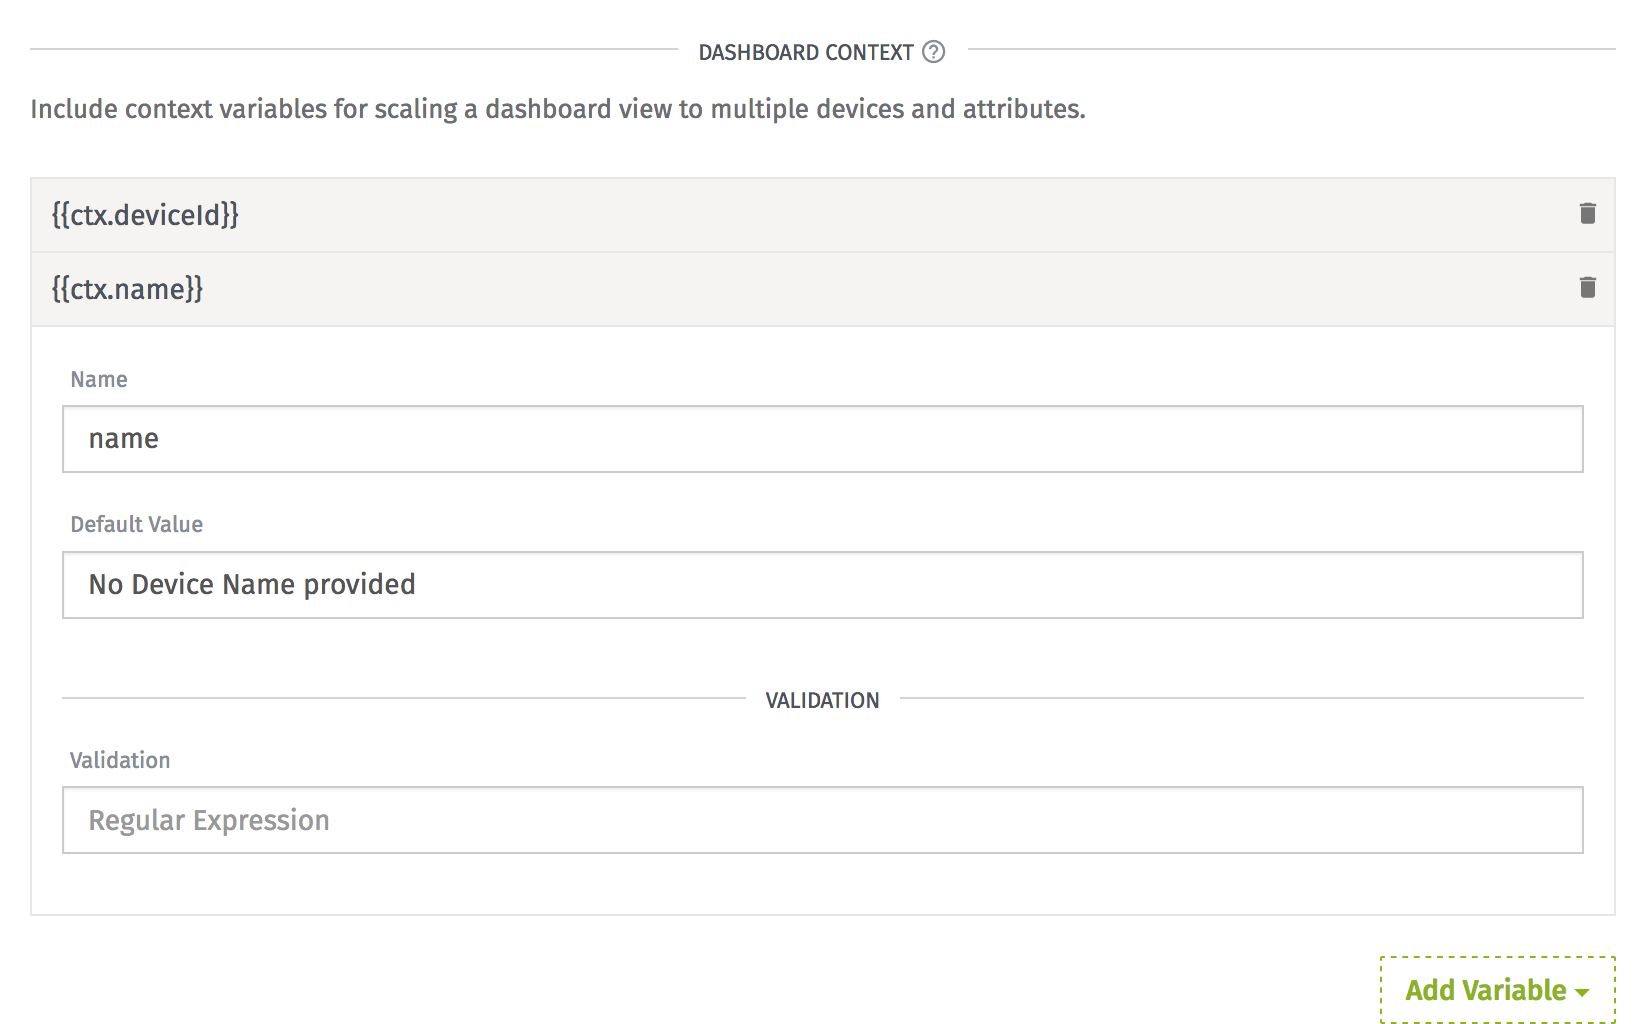 DASHBOARD CONTEXT ?
Include context variables for scaling a dashboard view to multiple devices and attributes.
{{ctx.deviceId}}
{{ctx.name}}
Name
name
Default Value
No Device Name provided
VALIDATION
Validation
Regular Expression
Add Variable